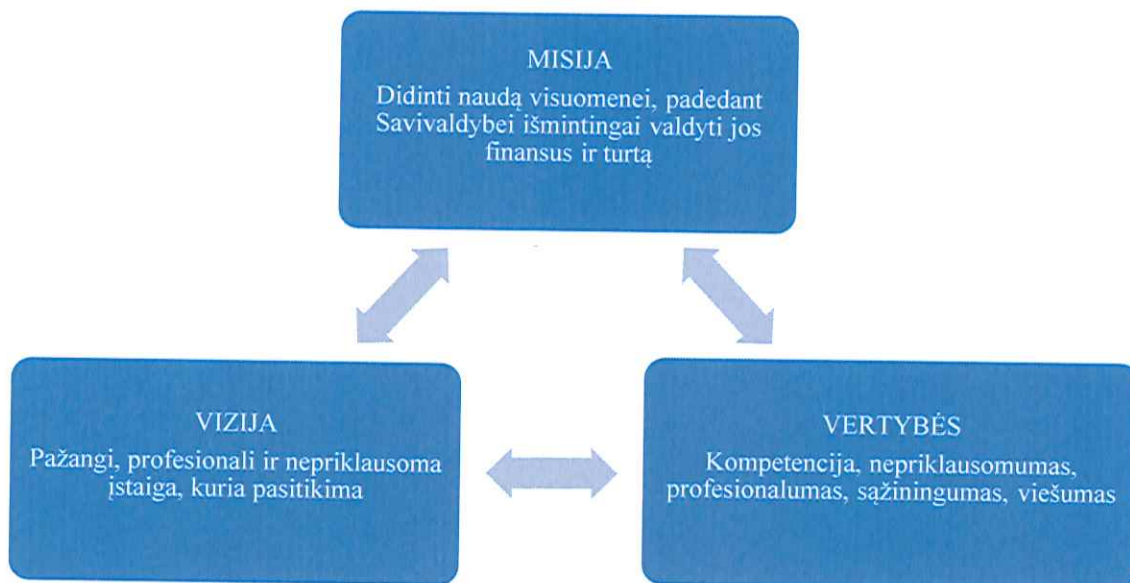 MISIJA
Didinti naudą visuomenei, padedant
Savivaldybei išmintingai valdyti jos
finansus ir turtą
VIZIJA
Pažangi, profesionali ir nepriklausoma
įstaiga, kuria pasitikima
VERTYBĖS
Kompetencija, nepriklausomumas,
profesionalumas, sąžiningumas, viešumas